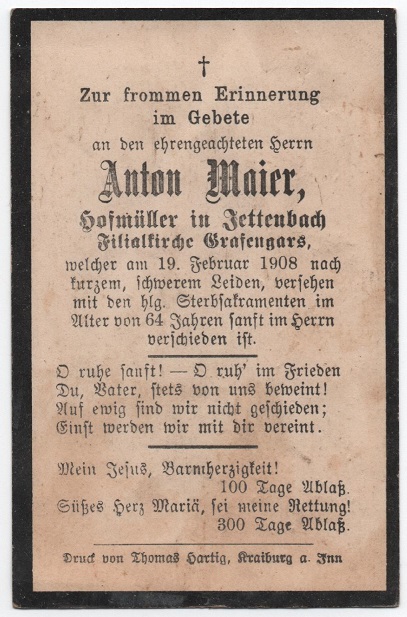 †
Zur frommen Erinnerung
im Gebete
an den ehrengeachteten Herrn
Anton Maier,
Hofmüller in Jettenbach
Filialkirche Grafengars,
welcher am 19. Februar 1908 nach
kurzem, schwerem Leiden, versehen
mit den hlg. Sterbsakramenten im
Alter von 64 Jahren sanft im Herrn
verschieden ist.
O ruhe sanft! — O ruh' im Frieden
Du, Vater, stets von uns beweint!
Auf ewig sind wir nicht geschieden;
Einst werden wir mit dir vereint.
Mein Jesus, Barmherzigkeit!
100 Tage Ablaß.
Süßes Herz Mariä, sei meine Rettung!
300 Tage Ablaß.
Druck von Thomas Hartig, Kraiburg a. Inn